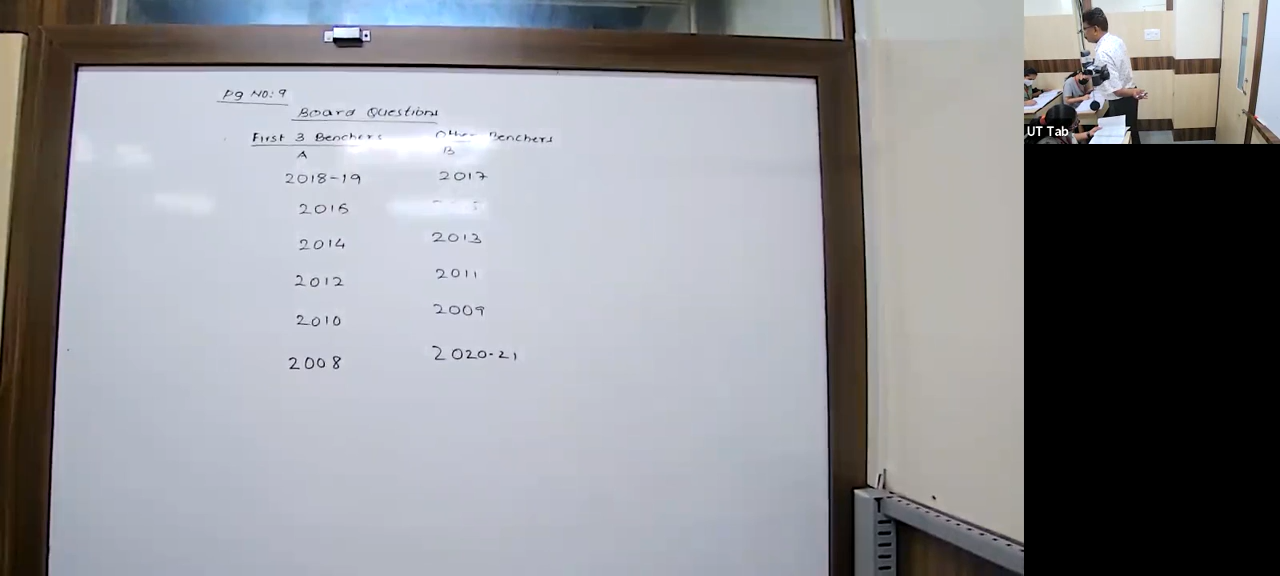 Pg No: 9
Board Questions
First 3 Benchers Other Benchers
A B
2018-19 2017
2016
2014 2013
2012 2011
2010 2009
2008 2020-21
UT Tab